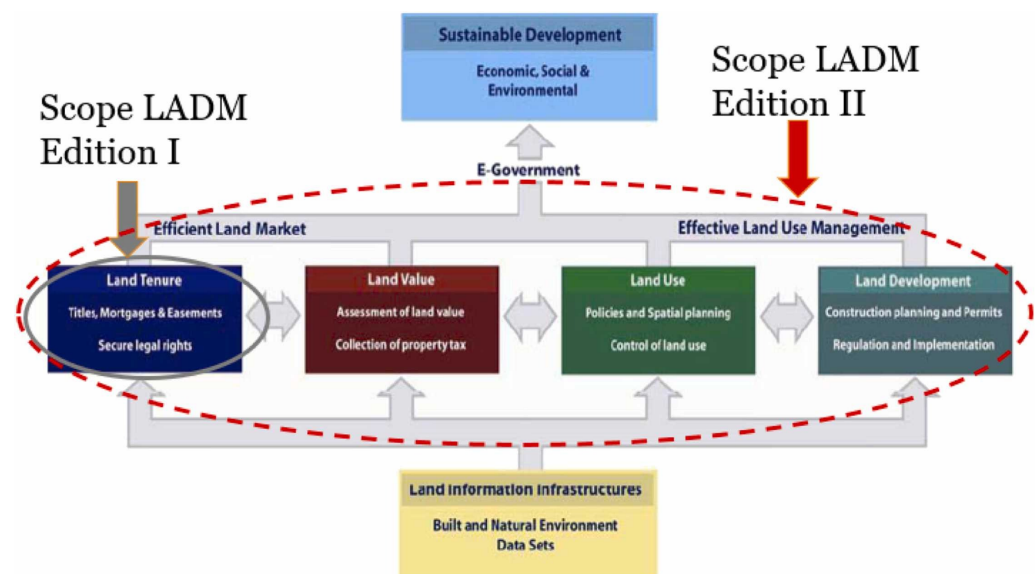 Sustainable Development
Economic, Social &
Environmental
Scope LADM
Edition I
Scope LADM
Edition II
E-Government
Efficient Land Market
Effective Land Use Management
Land Tenure
Titles, Mortgages & Easements
Secure legal rights
Land Value
Assessment of land value
Collection of property tax
Land Use
Policies and Spatial planning
Control of land use
Land Development
Construction planning and Permits
Regulation and Implementation
Land Information Infrastructures
Built and Natural Environment
Data Sets